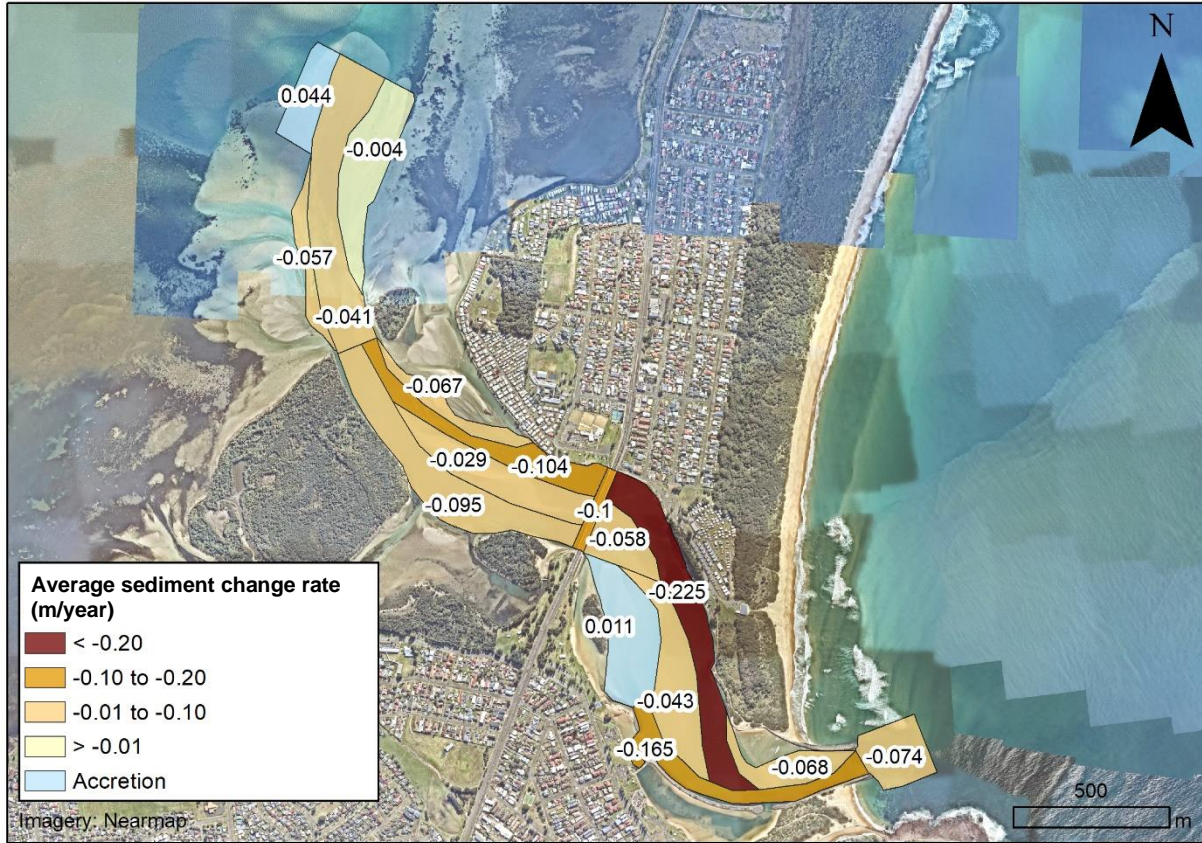 N
0.044
-0.004
-0.057
-0.041
-0.067
-0.029
-0.104
-0.095
-0.1
-0.058
-0.225
0.011
-0.043
-0.165
-0.068
-0.074
Average sediment change rate
(m/year)
< -0.20
-0.10 to -0.20
-0.01 to -0.10
> -0.01
Accretion
Imagery: Nearmap
500
m